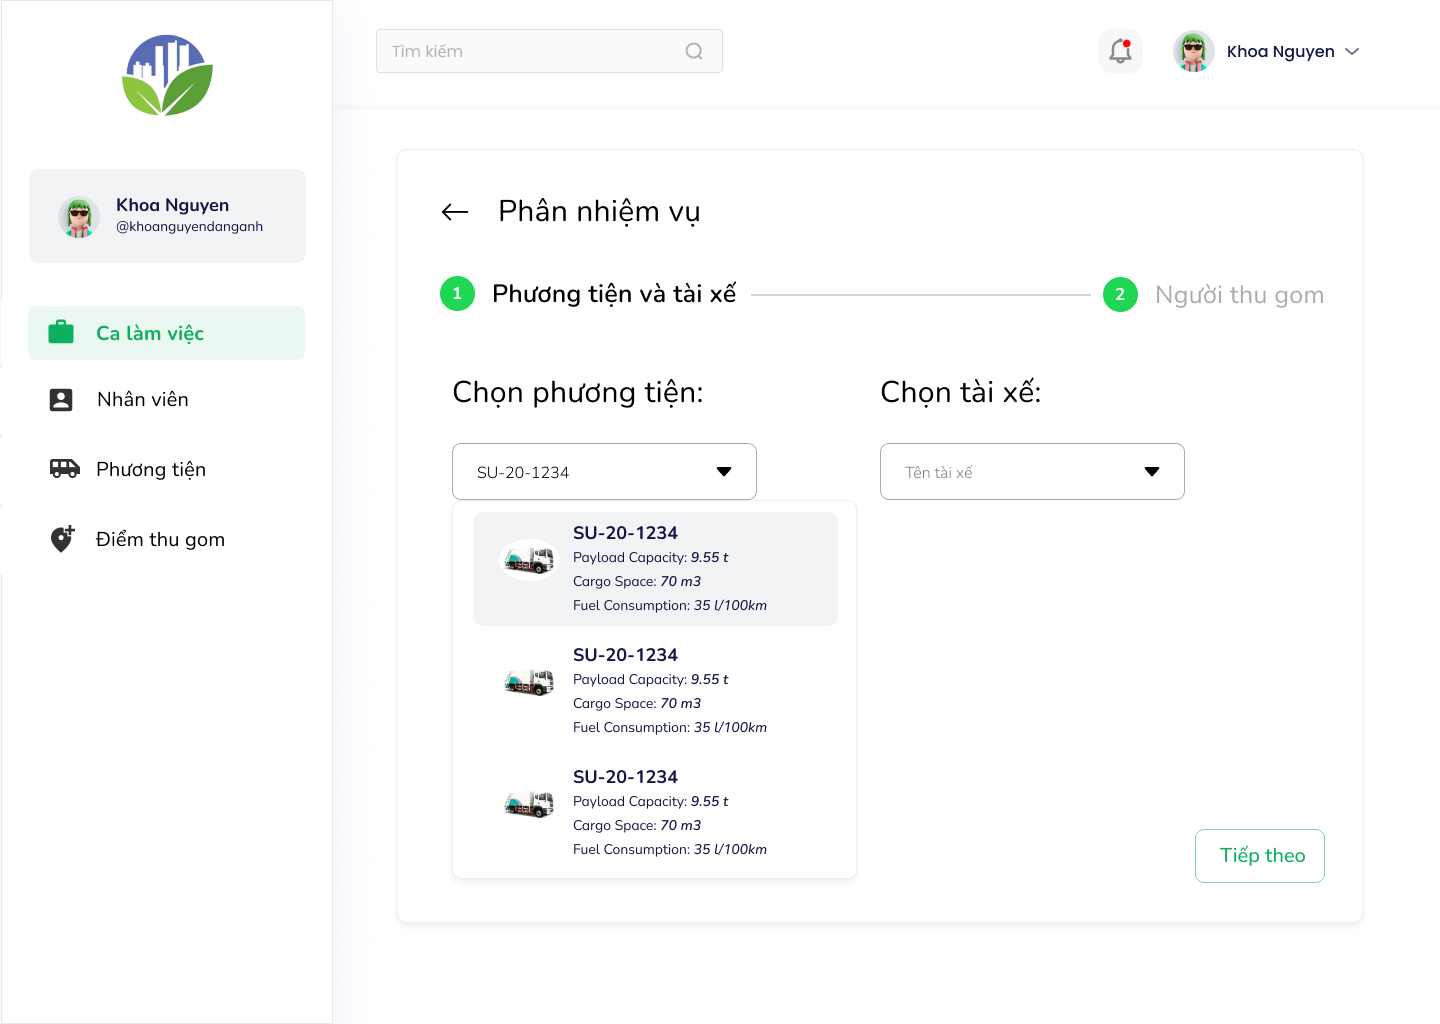 Tìm kiếm
Khoa Nguyen
Khoa Nguyen
@khoanguyendanganh
Ca làm việc
Nhân viên
Phương tiện
Điểm thu gom
Phân nhiệm vụ
1 Phương tiện và tài xế
2 Người thu gom
Chọn phương tiện:
SU-20-1234
SU-20-1234
Payload Capacity: 9.55 t
Cargo Space: 70 m3
Fuel Consumption: 35 l/100km
SU-20-1234
Payload Capacity: 9.55 t
Cargo Space: 70 m3
Fuel Consumption: 35 l/100km
SU-20-1234
Payload Capacity: 9.55 t
Cargo Space: 70 m3
Fuel Consumption: 35 l/100km
Chọn tài xế:
Tên tài xế
Tiếp theo